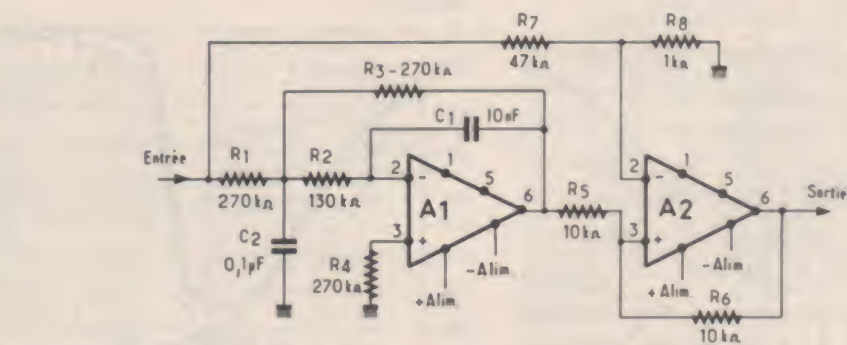 R7
47kΩ
R8
1kΩ
R3-270kΩ
C1
10nF
Entrée
R1
270kΩ
R2
130kΩ
2
-
1
5
6
A1
3
+
C2
0,1µF
R4
270kΩ
+Alim.
-Alim.
R5
10kΩ
2
-
1
5
6
A2
3
+
Sortie
+Alim.
-Alim.
R6
10kΩ